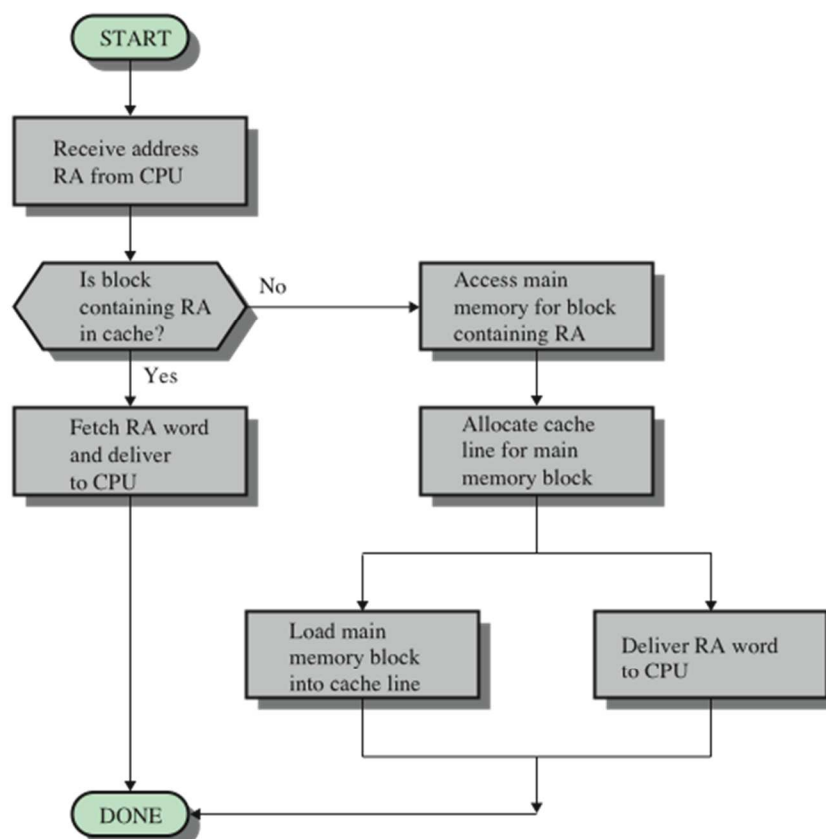 START
Receive address
RA from CPU
Is block
containing RA
in cache?
No
Access main
memory for block
containing RA
Yes
Fetch RA word
and deliver
to CPU
Allocate cache
line for main
memory block
Load main
memory block
into cache line
Deliver RA word
to CPU
DONE